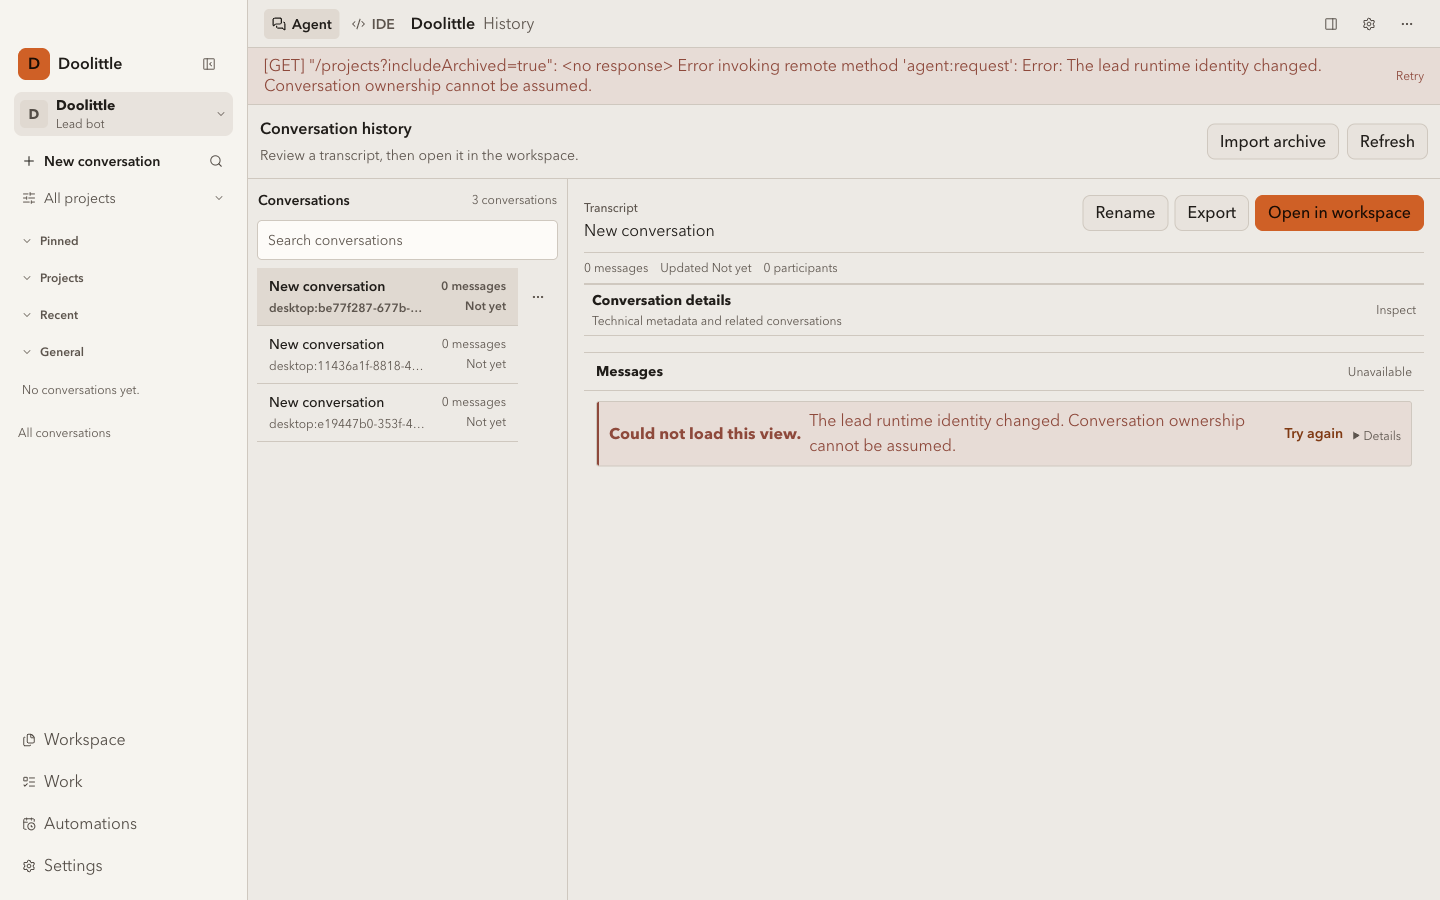 D Doolittle
D Doolittle
Lead bot
New conversation
All projects
Pinned
Projects
Recent
General
No conversations yet.
All conversations
Workspace
Work
Automations
Settings
Agent IDE Doolittle History
[GET] "/projects?includeArchived=true": <no response> Error invoking remote method 'agent:request': Error: The lead runtime identity changed.
Conversation ownership cannot be assumed.
Retry
Conversation history
Review a transcript, then open it in the workspace.
Import archive Refresh
Conversations 3 conversations
Search conversations
New conversation 0 messages
desktop:be77f287-677b-... Not yet
New conversation 0 messages
desktop:11436a1f-8818-4... Not yet
New conversation 0 messages
desktop:e19447b0-353f-4... Not yet
Transcript
New conversation
Rename Export Open in workspace
0 messages Updated Not yet 0 participants
Conversation details
Technical metadata and related conversations
Inspect
Messages Unavailable
Could not load this view. The lead runtime identity changed. Conversation ownership
cannot be assumed.
Try again Details